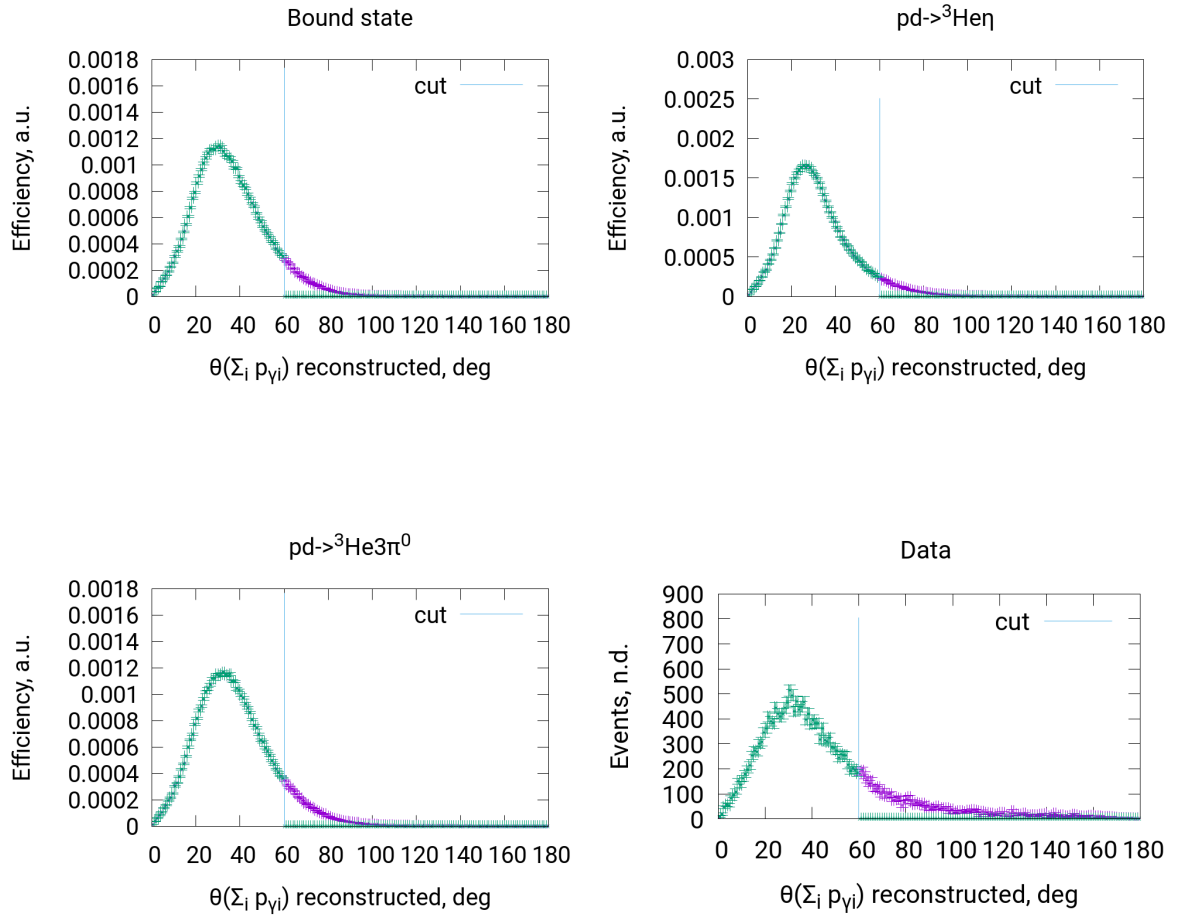 Bound state
cut
Efficiency, a.u.
0.0018
0.0016
0.0014
0.0012
0.001
0.0008
0.0006
0.0004
0.0002
0
0 20 40 60 80 100 120 140 160 180
θ(Σi pγi) reconstructed, deg
pd->³Heη
cut
Efficiency, a.u.
0.003
0.0025
0.002
0.0015
0.001
0.0005
0
0 20 40 60 80 100 120 140 160 180
θ(Σi pγi) reconstructed, deg
pd->³He3π⁰
cut
Efficiency, a.u.
0.0018
0.0016
0.0014
0.0012
0.001
0.0008
0.0006
0.0004
0.0002
0
0 20 40 60 80 100 120 140 160 180
θ(Σi pγi) reconstructed, deg
Data
cut
Events, n.d.
900
800
700
600
500
400
300
200
100
0
0 20 40 60 80 100 120 140 160 180
θ(Σi pγi) reconstructed, deg